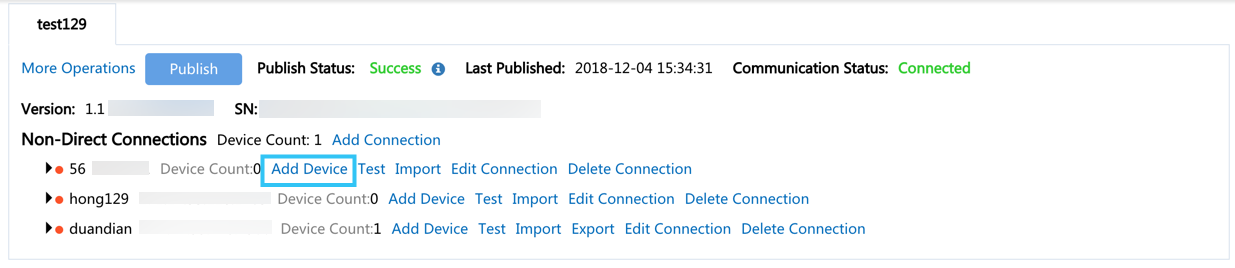 test129
More Operations Publish Publish Status: Success Last Published: 2018-12-04 15:34:31 Communication Status: Connected
Version: 1.1 SN:
Non-Direct Connections Device Count: 1 Add Connection
56 Device Count:0 Add Device Test Import Edit Connection Delete Connection
hong129 Device Count:0 Add Device Test Import Edit Connection Delete Connection
duandian Device Count:1 Add Device Test Import Export Edit Connection Delete Connection